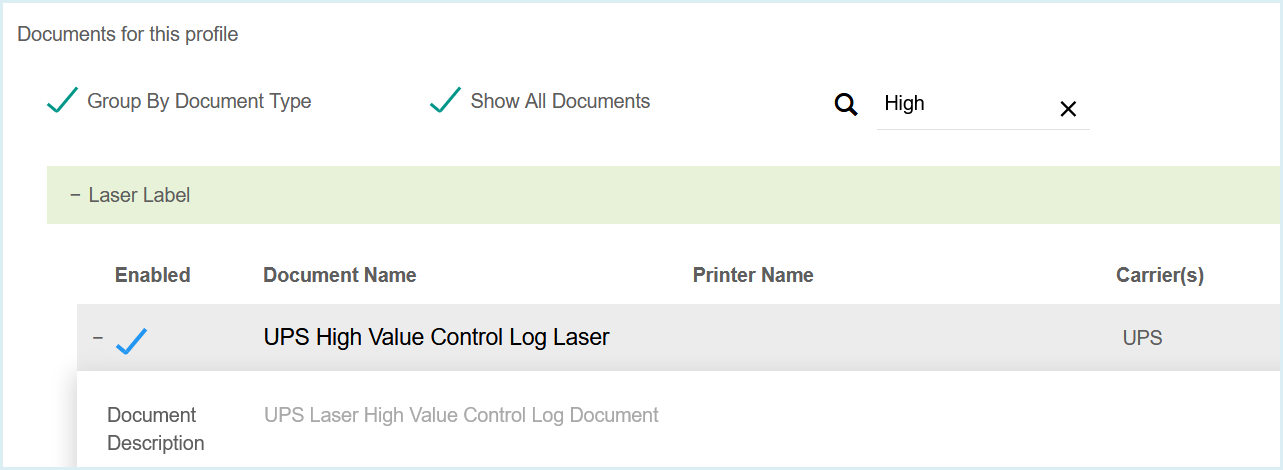 Documents for this profile
Group By Document Type Show All Documents High
− Laser Label
Enabled Document Name Printer Name Carrier(s)
− UPS High Value Control Log Laser UPS
Document UPS Laser High Value Control Log Document
Description